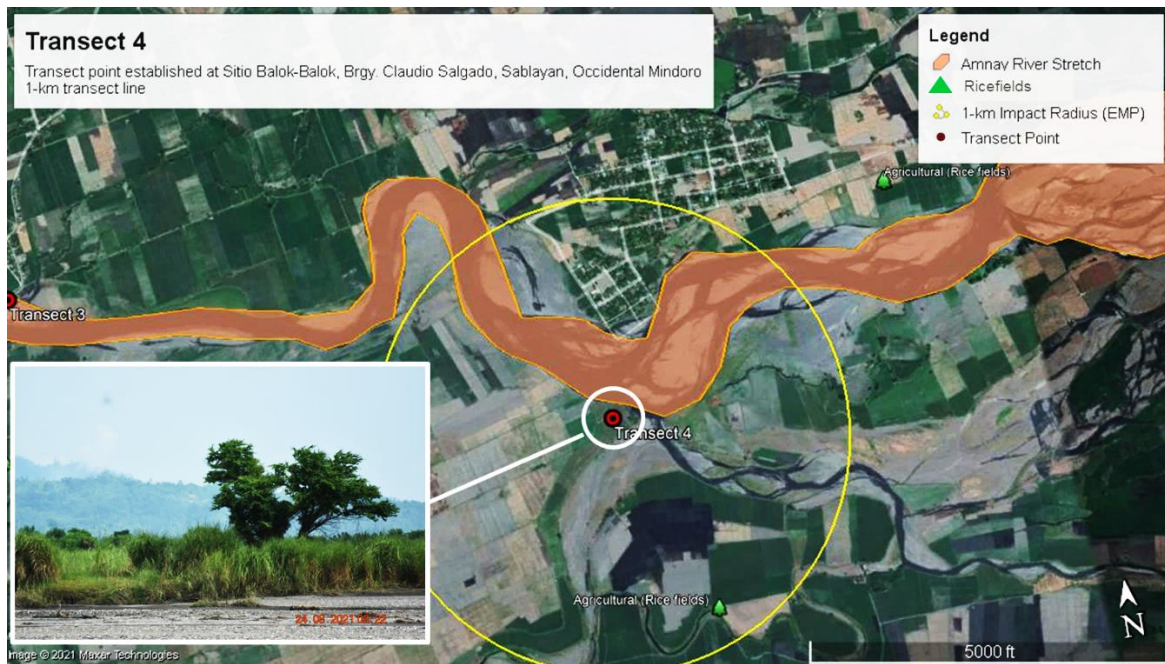 Transect 4
Transect point established at Sitio Balok-Balok, Brgy. Claudio Salgado, Sablayan, Occidental Mindoro
1-km transect line
Legend
Amnay River Stretch
Ricefields
1-km Impact Radius (EMP)
Transect Point
Agricultural (Rice fields)
Transect 3
Transect 4
24 08 2021
Agricultural (Rice fields)
N
5000 ft
Image © 2021 Maxar Technologies